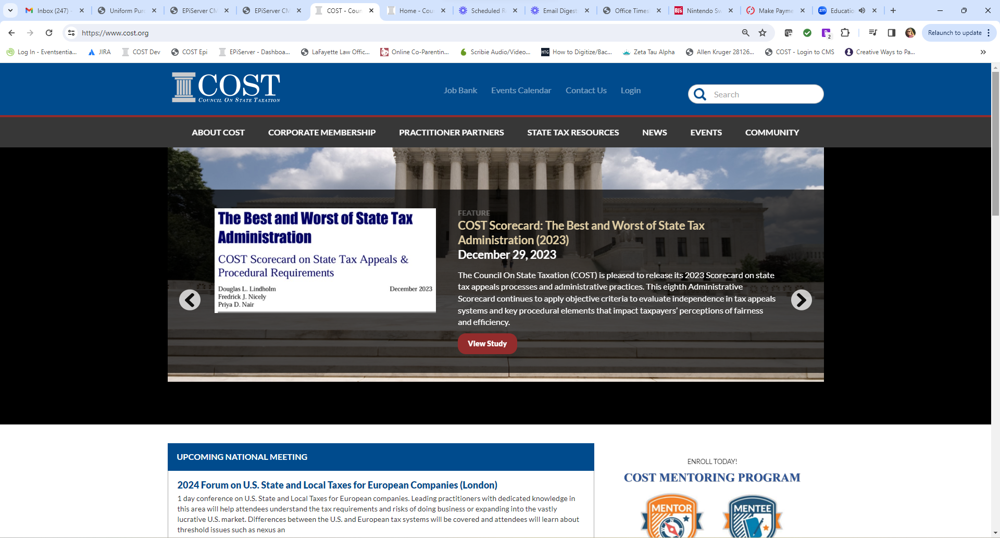 Inbox (247) -
Uniform Pur
EPiServer CM
EPiServer CM
COST - Coun
Home - Cou
Scheduled R
Email Digest
Office Times
BJs
Nintendo Sw
Make Payme
zm
Educatio
https://www.cost.org
2
Relaunch to update
Log In - Eventsentia...
JIRA
COST Dev
COST Epi
EPiServer - Dashboa...
LaFayette Law Offic...
Online Co-Parentin...
Scribie Audio/Video...
HTG
How to Digitize/Bac...
Zeta Tau Alpha
Allen Kruger 28126...
COST - Login to CMS
Creative Ways to Pa...
COST
COUNCIL ON STATE TAXATION
Job Bank
Events Calendar
Contact Us
Login
Search
ABOUT COST
CORPORATE MEMBERSHIP
PRACTITIONER PARTNERS
STATE TAX RESOURCES
NEWS
EVENTS
COMMUNITY
The Best and Worst of State Tax
Administration
COST Scorecard on State Tax Appeals &
Procedural Requirements
Douglas L. Lindholm
December 2023
Fredrick J. Nicely
Priya D. Nair
FEATURE
COST Scorecard: The Best and Worst of State Tax
Administration (2023)
December 29, 2023
The Council On State Taxation (COST) is pleased to release its 2023 Scorecard on state
tax appeals processes and administrative practices. This eighth Administrative
Scorecard continues to apply objective criteria to evaluate independence in tax appeals
systems and key procedural elements that impact taxpayers' perceptions of fairness
and efficiency.
View Study
UPCOMING NATIONAL MEETING
2024 Forum on U.S. State and Local Taxes for European Companies (London)
1 day conference on U.S. State and Local Taxes for European companies. Leading practitioners with dedicated knowledge in
this area will help attendees understand the tax requirements and risks of doing business or expanding into the vastly
lucrative U.S. market. Differences between the U.S. and European tax systems will be covered and attendees will learn about
threshold issues such as nexus an
ENROLL TODAY!
COST MENTORING PROGRAM
MENTOR
MENTEE